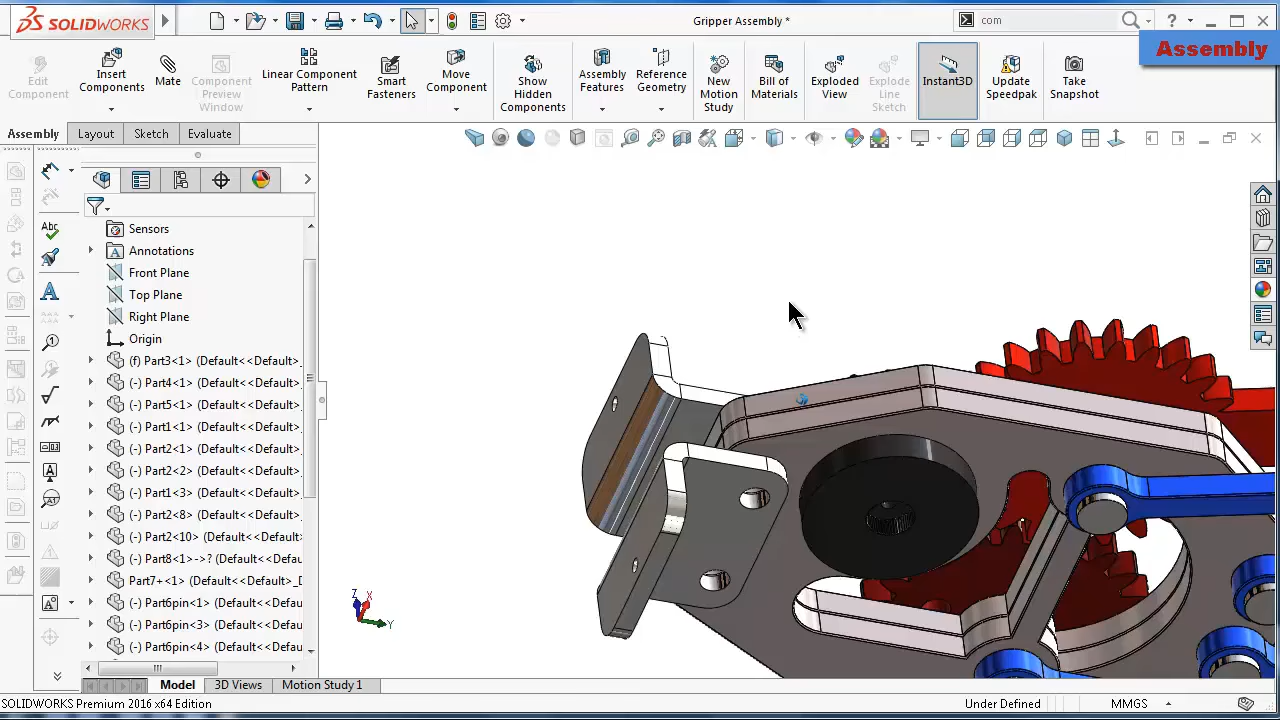 SOLIDWORKS
Gripper Assembly *
com
Assembly
Edit Component
Insert Components
Mate
Component Preview Window
Linear Component Pattern
Smart Fasteners
Move Component
Show Hidden Components
Assembly Features
Reference Geometry
New Motion Study
Bill of Materials
Exploded View
Explode Line Sketch
Instant3D
Update Speedpak
Take Snapshot
Assembly Layout Sketch Evaluate
Sensors
Annotations
Front Plane
Top Plane
Right Plane
Origin
(f) Part3<1> (Default<<Default>_
(-) Part4<1> (Default<<Default>_
(-) Part5<1> (Default<<Default>_
(-) Part1<1> (Default<<Default>_
(-) Part2<1> (Default<<Default>_
(-) Part2<2> (Default<<Default>_
(-) Part1<3> (Default<<Default>_
(-) Part2<8> (Default<<Default>_
(-) Part2<10> (Default<<Default>
(-) Part8<1>->? (Default<<Defau
Part7+<1> (Default<<Default>_D
(-) Part6pin<1> (Default<<Defau
(-) Part6pin<3> (Default<<Defau
(-) Part6pin<4> (Default<<Defau
Abc
Z X Y
Model 3D Views Motion Study 1
SOLIDWORKS Premium 2016 x64 Edition
Under Defined
MMGS